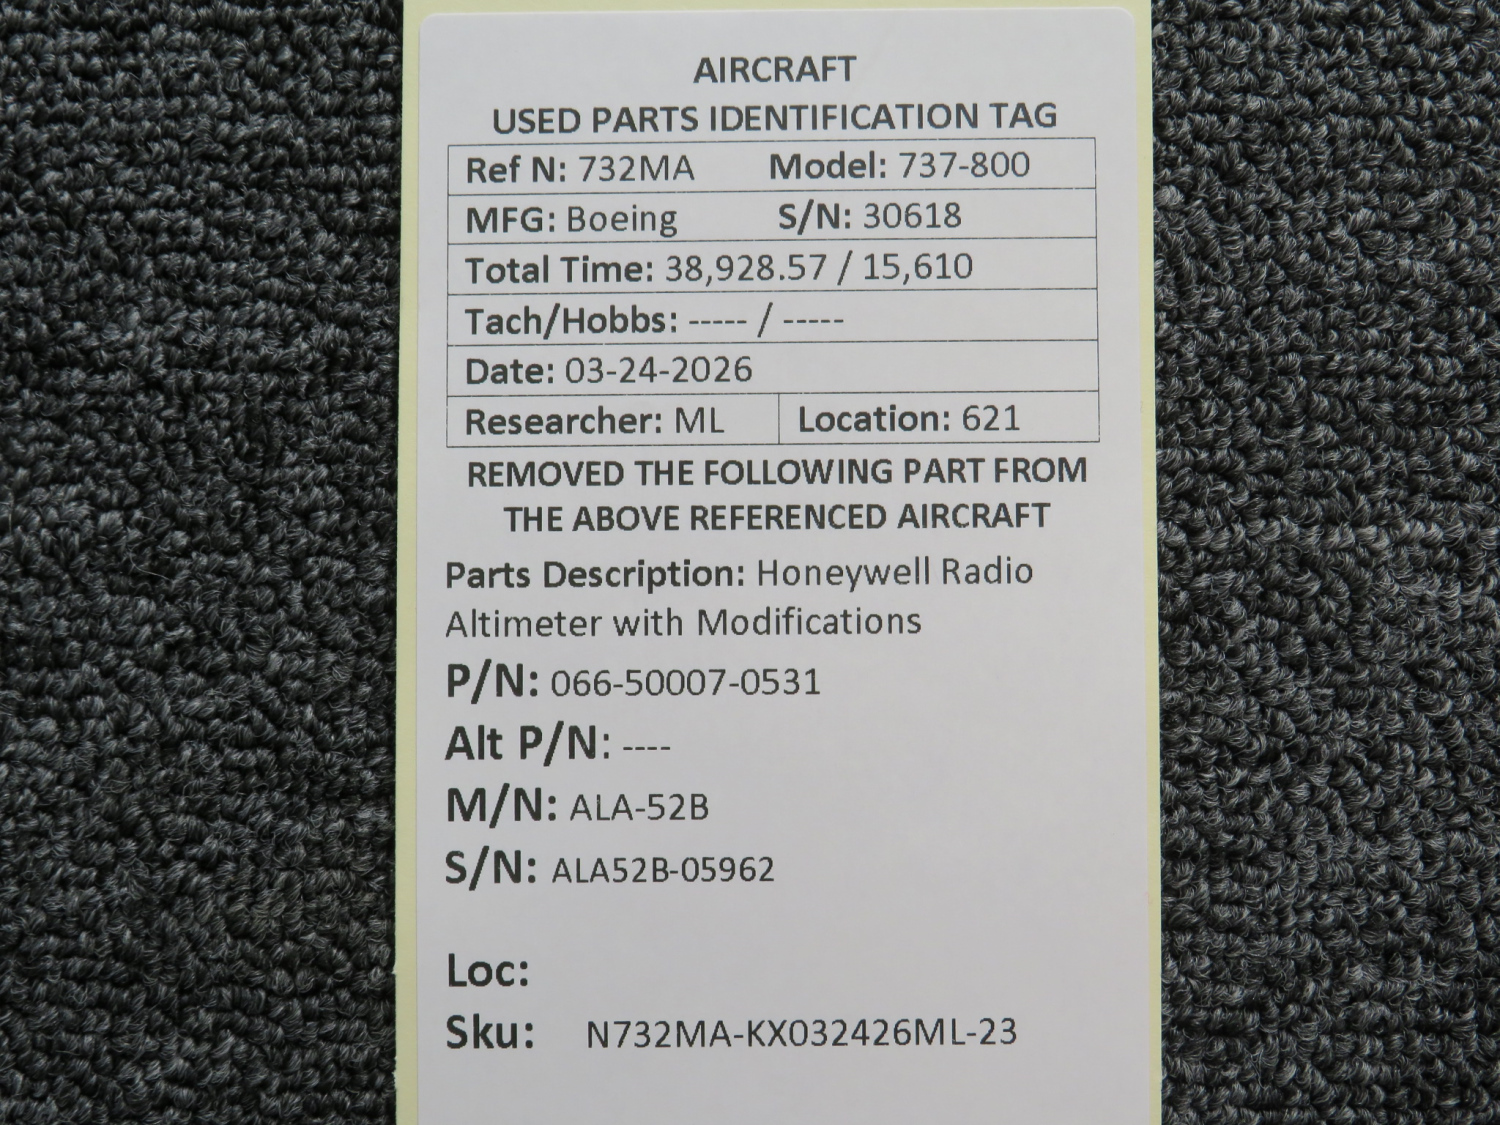 AIRCRAFT
USED PARTS IDENTIFICATION TAG
Ref N: 732MA Model: 737-800
MFG: Boeing S/N: 30618
Total Time: 38,928.57 / 15,610
Tach/Hobbs: ----- / -----
Date: 03-24-2026
Researcher: ML Location: 621
REMOVED THE FOLLOWING PART FROM
THE ABOVE REFERENCED AIRCRAFT
Parts Description: Honeywell Radio
Altimeter with Modifications
P/N: 066-50007-0531
Alt P/N: ----
M/N: ALA-52B
S/N: ALA52B-05962
Loc:
Sku: N732MA-KX032426ML-23